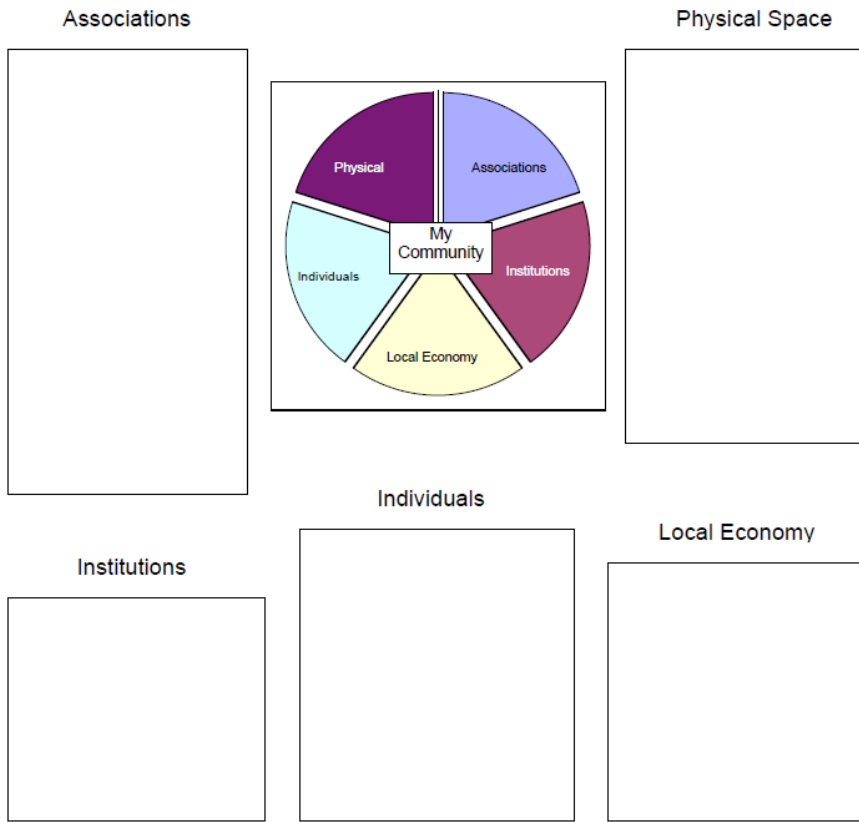 Associations
Physical Space
Physical
Associations
My
Community
Individuals
Institutions
Local Economy
Individuals
Local Economy
Institutions